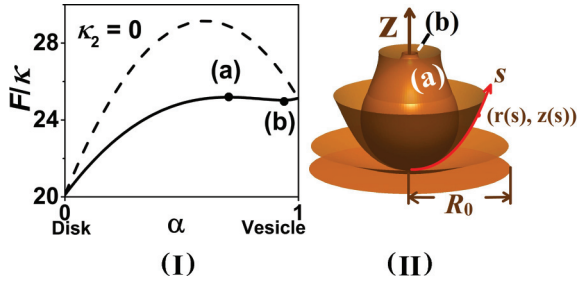 28
24
20
F/κ
κ₂ = 0
(a)
(b)
0
α
1
Disk
Vesicle
(I)
Z
(b)
(a)
s
(r(s), z(s))
R₀
(II)